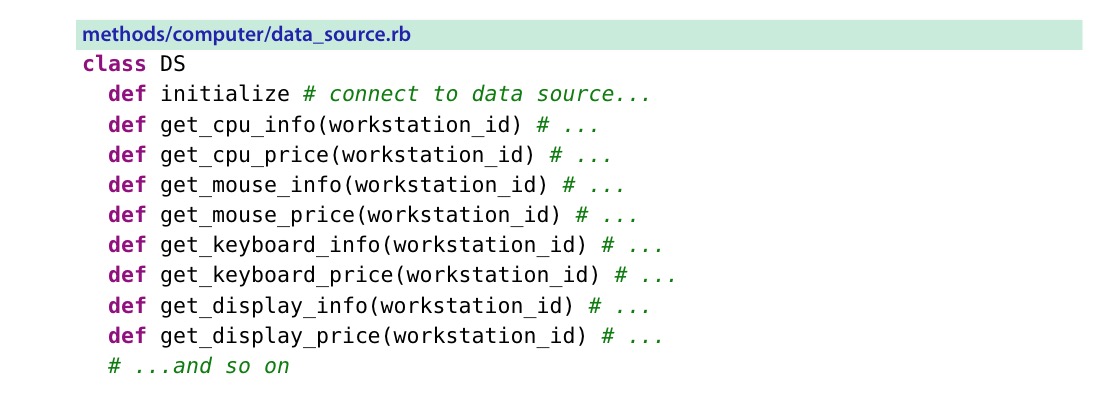 methods/computer/data_source.rb
class DS
  def initialize # connect to data source...
  def get_cpu_info(workstation_id) # ...
  def get_cpu_price(workstation_id) # ...
  def get_mouse_info(workstation_id) # ...
  def get_mouse_price(workstation_id) # ...
  def get_keyboard_info(workstation_id) # ...
  def get_keyboard_price(workstation_id) # ...
  def get_display_info(workstation_id) # ...
  def get_display_price(workstation_id) # ...
  # ...and so on